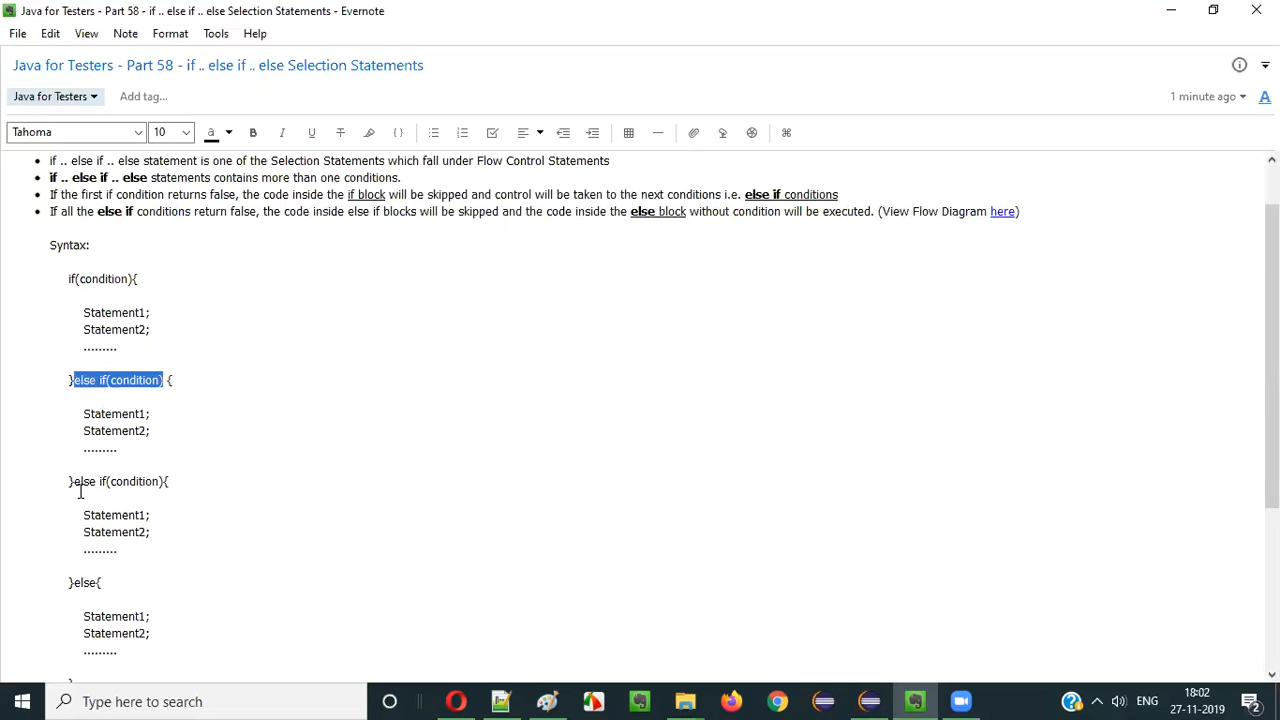 Java for Testers - Part 58 - if .. else if .. else Selection Statements - Evernote
File Edit View Note Format Tools Help
Java for Testers - Part 58 - if .. else if .. else Selection Statements
Java for Testers Add tag... 1 minute ago
Tahoma 10
if .. else if .. else statement is one of the Selection Statements which fall under Flow Control Statements
if .. else if .. else statements contains more than one conditions.
If the first if condition returns false, the code inside the if block will be skipped and control will be taken to the next conditions i.e. else if conditions
If all the else if conditions return false, the code inside else if blocks will be skipped and the code inside the else block without condition will be executed. (View Flow Diagram here)
Syntax:
if(condition){
Statement1;
Statement2;
.........
}else if(condition) {
Statement1;
Statement2;
.........
}else if(condition){
Statement1;
Statement2;
.........
}else{
Statement1;
Statement2;
.........
Type here to search
ENG
18:02
27-11-2019
2